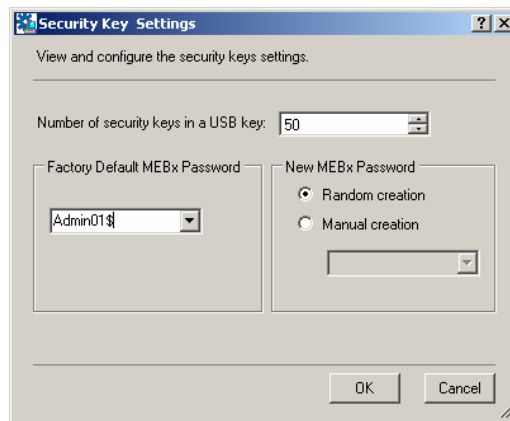 Security Key Settings
View and configure the security keys settings.
Number of security keys in a USB key: 50
Factory Default MEBx Password
New MEBx Password
Random creation
Admin01$
Manual creation
OK
Cancel